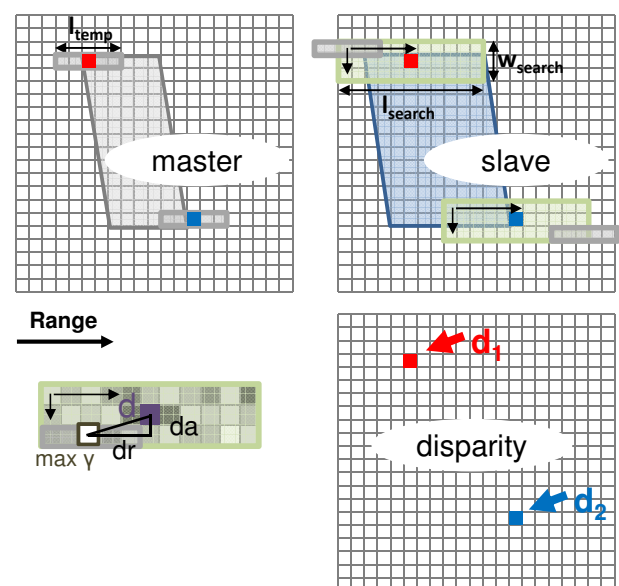 l_temp
w_search
l_search
master
slave
Range
d
da
dr
max γ
d_1
disparity
d_2